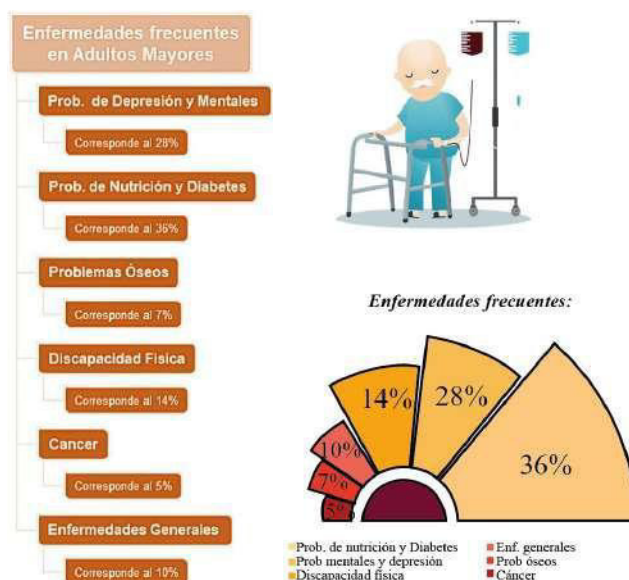 Enfermedades frecuentes
en Adultos Mayores
Prob. de Depresión y Mentales
Corresponde al 28%
Prob. de Nutrición y Diabetes
Corresponde al 36%
Problemas Óseos
Corresponde al 7%
Discapacidad Fisica
Corresponde al 14%
Cancer
Corresponde al 5%
Enfermedades Generales
Corresponde al 10%
Enfermedades frecuentes:
5%
7%
10%
14%
28%
36%
Prob. de nutrición y Diabetes
Prob mentales y depresión
Discapacidad física
Enf. generales
Prob óseos
Cáncer